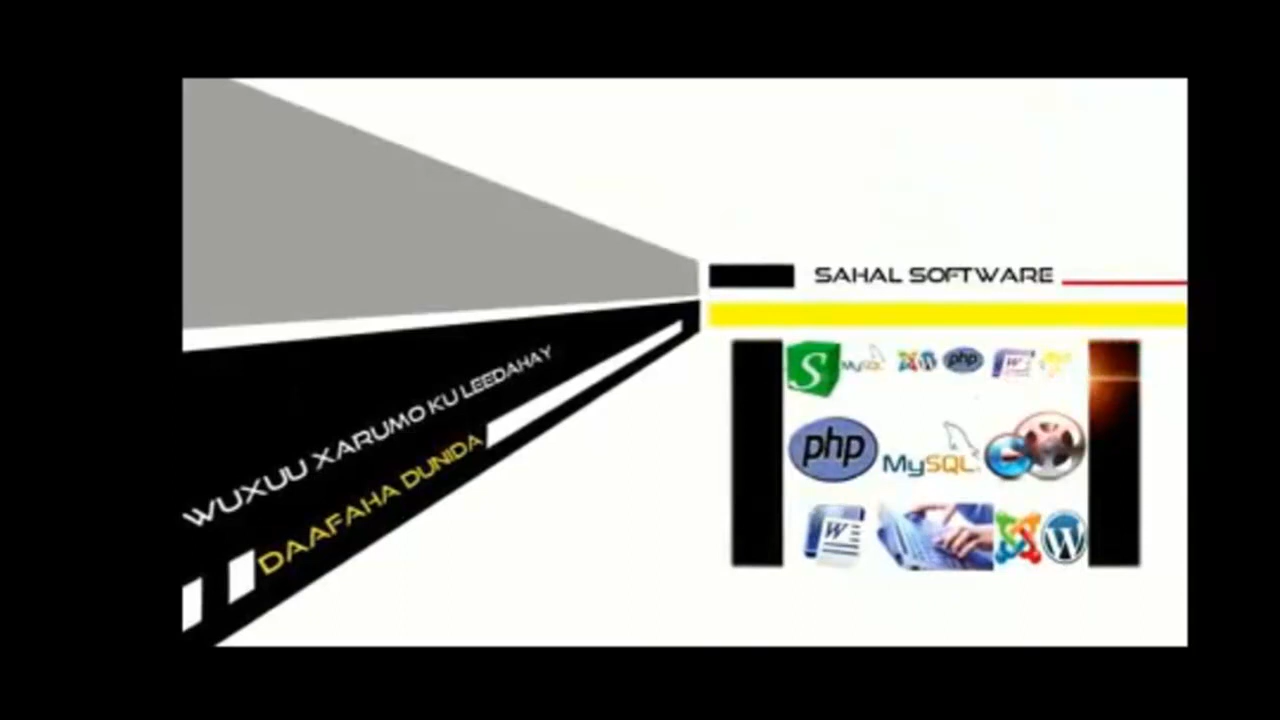 SAHAL SOFTWARE
WUXUU XARUMO KU LEEDAHAY
DAAFAHA DUNIDA
S MySQL W php W
php MySQL
W W